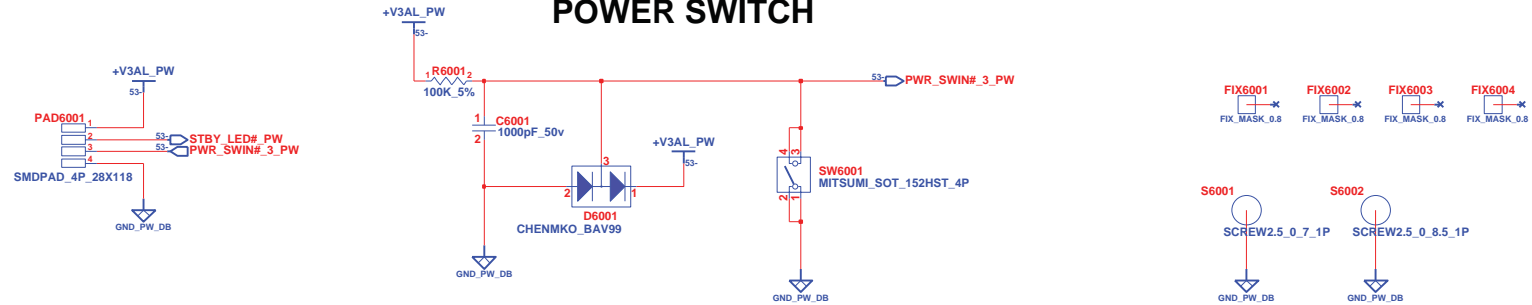 POWER SWITCH
+V3AL_PW
53-
R6001
1
2
100K_5%
53-
PWR_SWIN#_3_PW
+V3AL_PW
53-
PAD6001
1
2
3
4
53-
STBY_LED#_PW
53-
PWR_SWIN#_3_PW
SMDPAD_4P_28X118
GND_PW_DB
1
C6001
1000pF_50v
2
+V3AL_PW
53-
3
2
1
D6001
CHENMKO_BAV99
GND_PW_DB
4
3
SW6001
MITSUMI_SOT_152HST_4P
2
1
GND_PW_DB
FIX6001
FIX6002
FIX6003
FIX6004
FIX_MASK_0.8
FIX_MASK_0.8
FIX_MASK_0.8
FIX_MASK_0.8
S6001
S6002
SCREW2.5_0_7_1P
SCREW2.5_0_8.5_1P
GND_PW_DB
GND_PW_DB